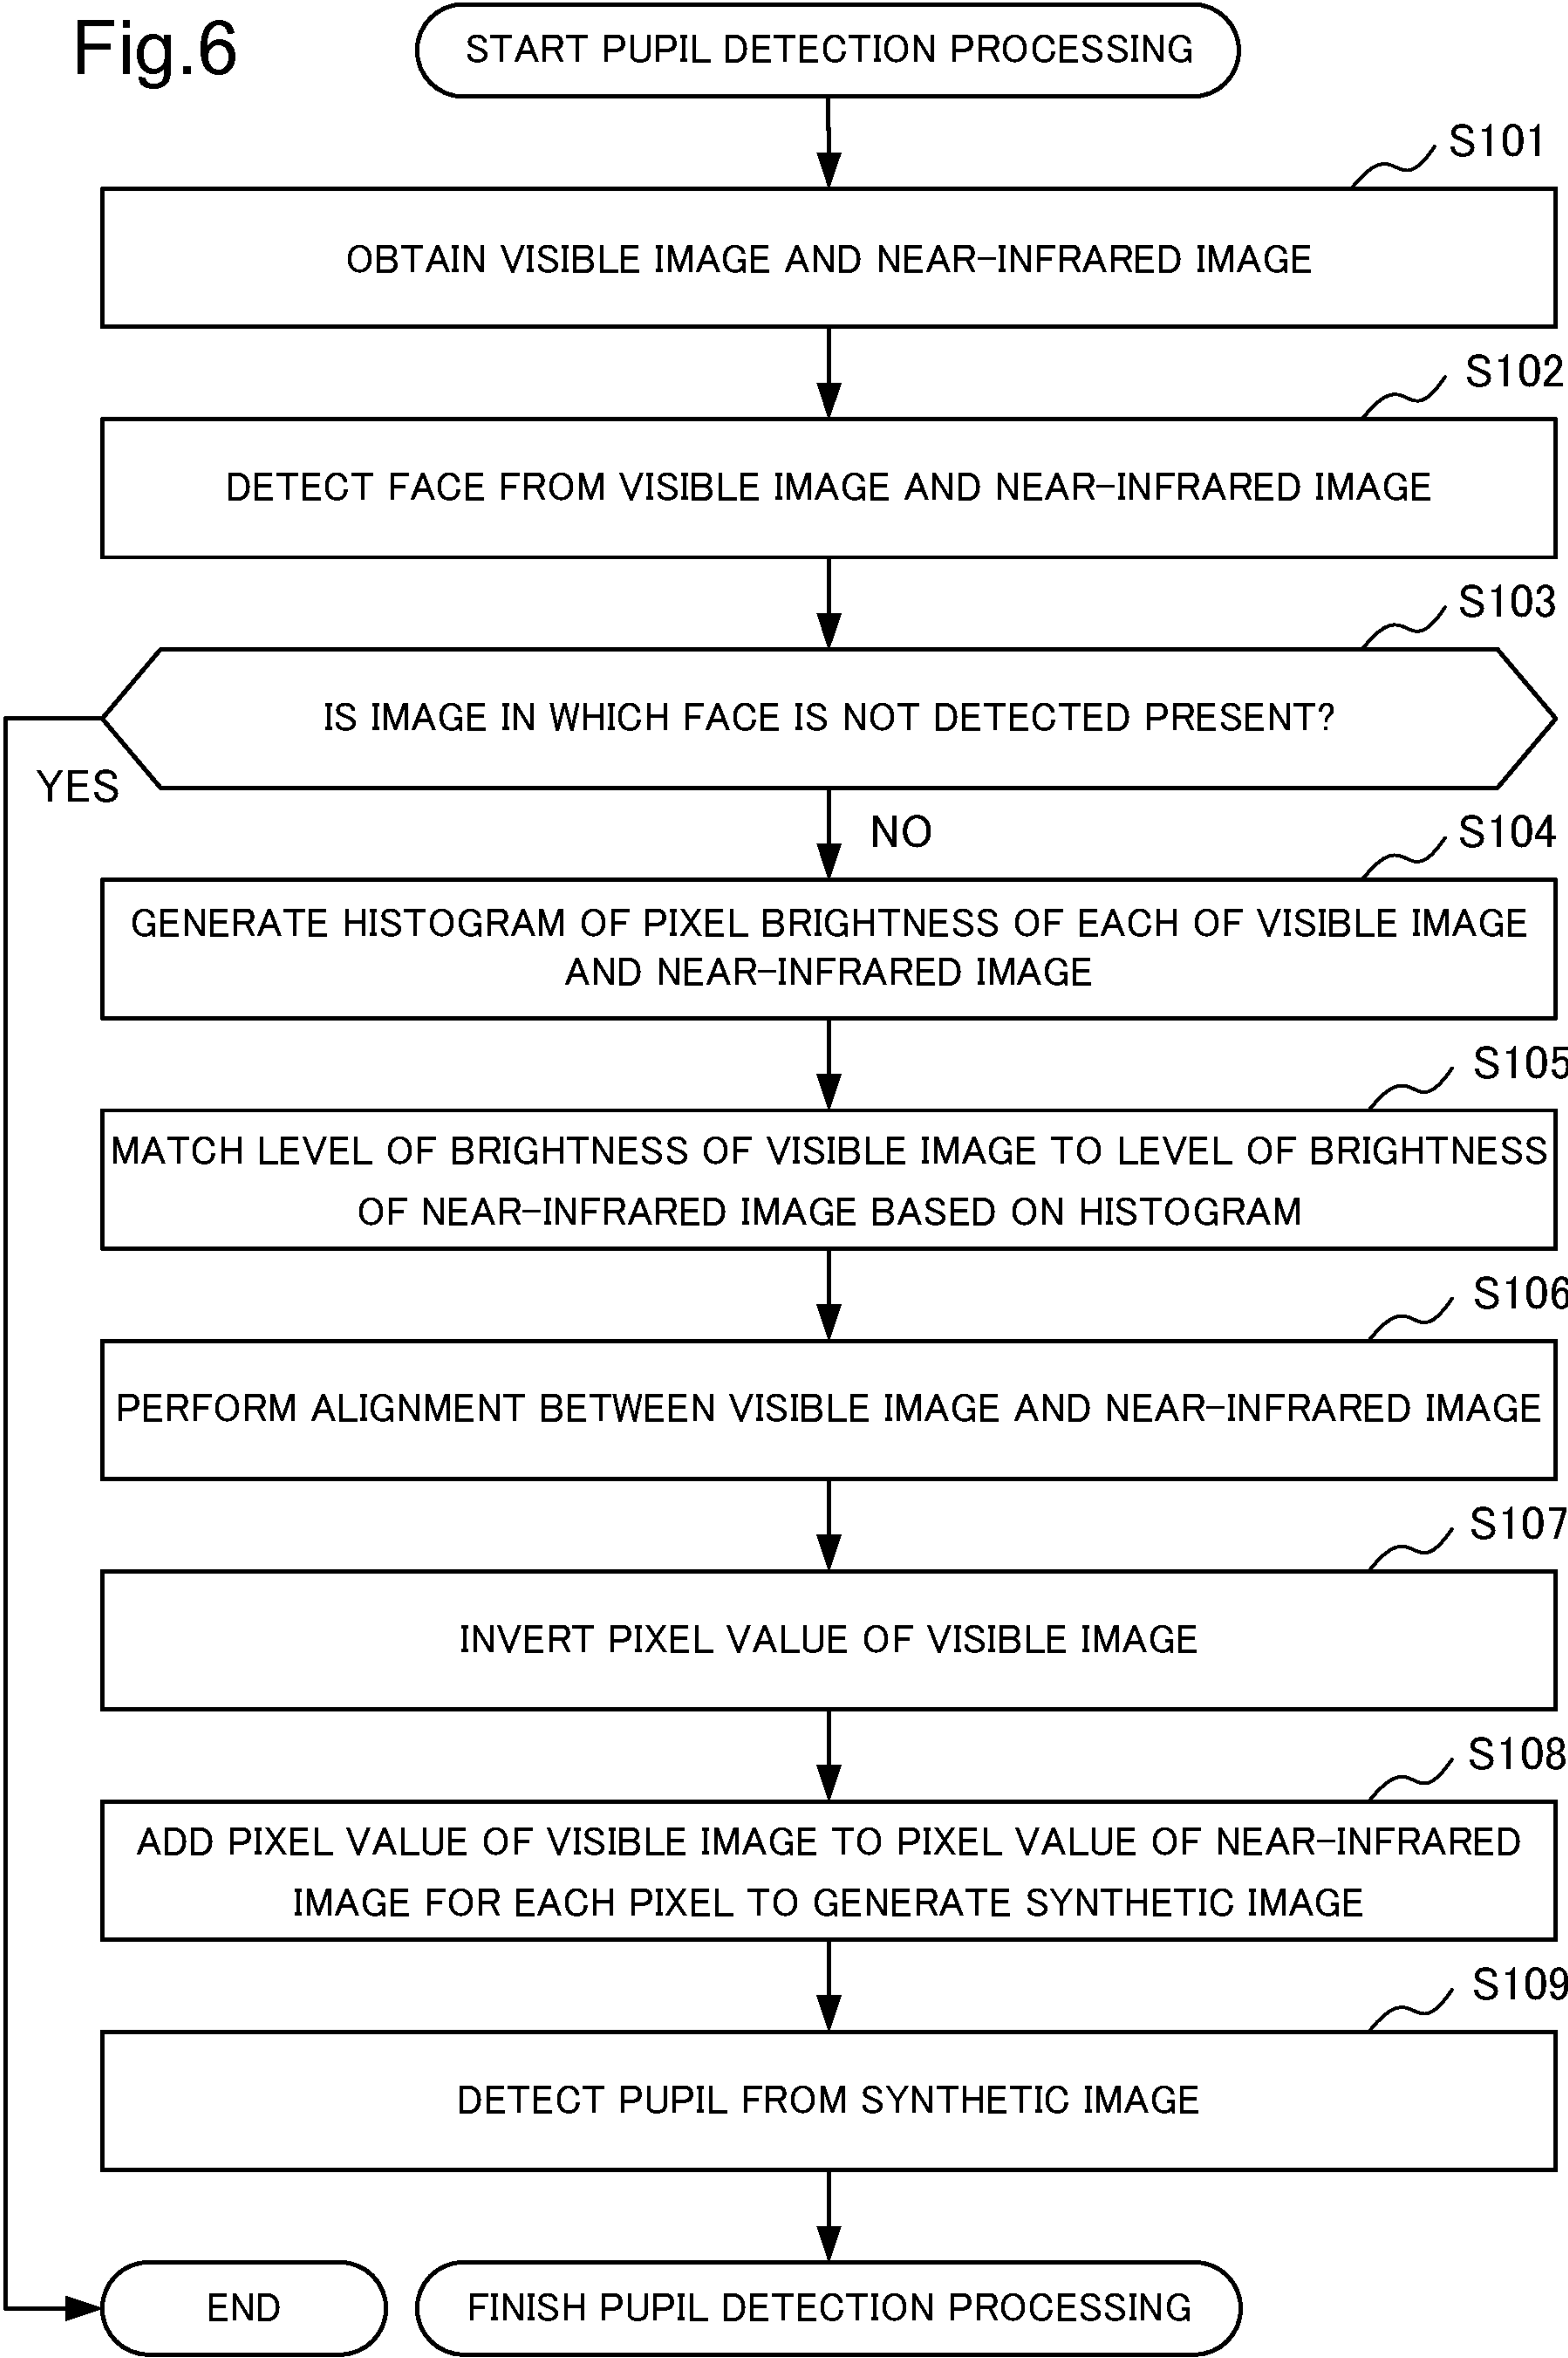 Fig.6
START PUPIL DETECTION PROCESSING
S101
OBTAIN VISIBLE IMAGE AND NEAR-INFRARED IMAGE
S102
DETECT FACE FROM VISIBLE IMAGE AND NEAR-INFRARED IMAGE
S103
IS IMAGE IN WHICH FACE IS NOT DETECTED PRESENT?
YES
NO
S104
GENERATE HISTOGRAM OF PIXEL BRIGHTNESS OF EACH OF VISIBLE IMAGE
AND NEAR-INFRARED IMAGE
S105
MATCH LEVEL OF BRIGHTNESS OF VISIBLE IMAGE TO LEVEL OF BRIGHTNESS
OF NEAR-INFRARED IMAGE BASED ON HISTOGRAM
S106
PERFORM ALIGNMENT BETWEEN VISIBLE IMAGE AND NEAR-INFRARED IMAGE
S107
INVERT PIXEL VALUE OF VISIBLE IMAGE
S108
ADD PIXEL VALUE OF VISIBLE IMAGE TO PIXEL VALUE OF NEAR-INFRARED
IMAGE FOR EACH PIXEL TO GENERATE SYNTHETIC IMAGE
S109
DETECT PUPIL FROM SYNTHETIC IMAGE
END
FINISH PUPIL DETECTION PROCESSING